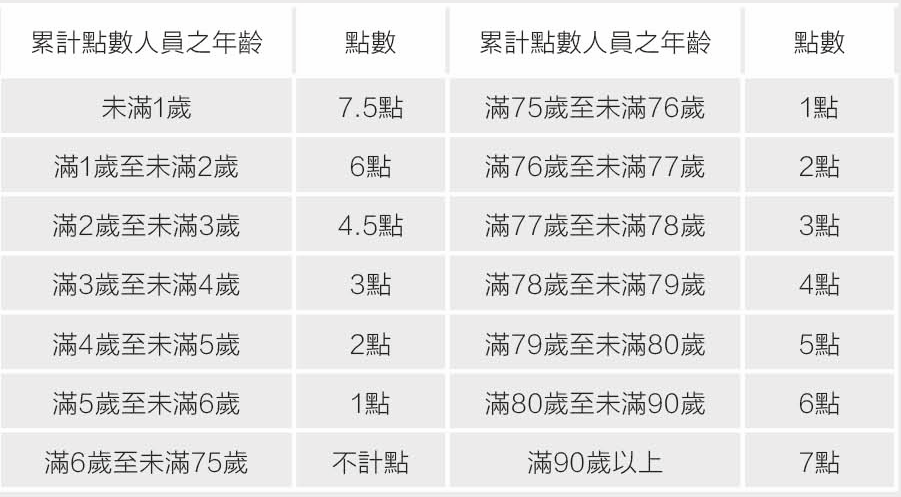 累計點數人員之年齡 點數 累計點數人員之年齡 點數
未滿1歲 7.5點 滿75歲至未滿76歲 1點
滿1歲至未滿2歲 6點 滿76歲至未滿77歲 2點
滿2歲至未滿3歲 4.5點 滿77歲至未滿78歲 3點
滿3歲至未滿4歲 3點 滿78歲至未滿79歲 4點
滿4歲至未滿5歲 2點 滿79歲至未滿80歲 5點
滿5歲至未滿6歲 1點 滿80歲至未滿90歲 6點
滿6歲至未滿75歲 不計點 滿90歲以上 7點